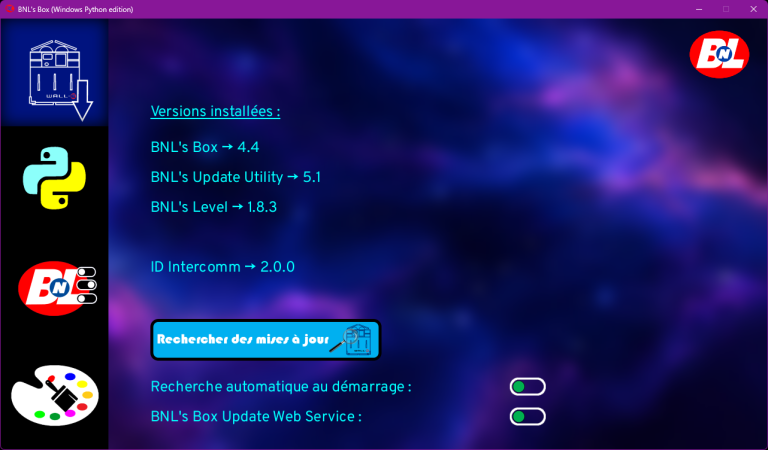 BNL's Box (Windows Python edition)
WALL-E
BNL
Versions installées :
BNL's Box → 4.4
BNL's Update Utility → 5.1
BNL's Level → 1.8.3
BNL
ID Intercomm → 2.0.0
Rechercher des mises à jour
Recherche automatique au démarrage :
BNL's Box Update Web Service :